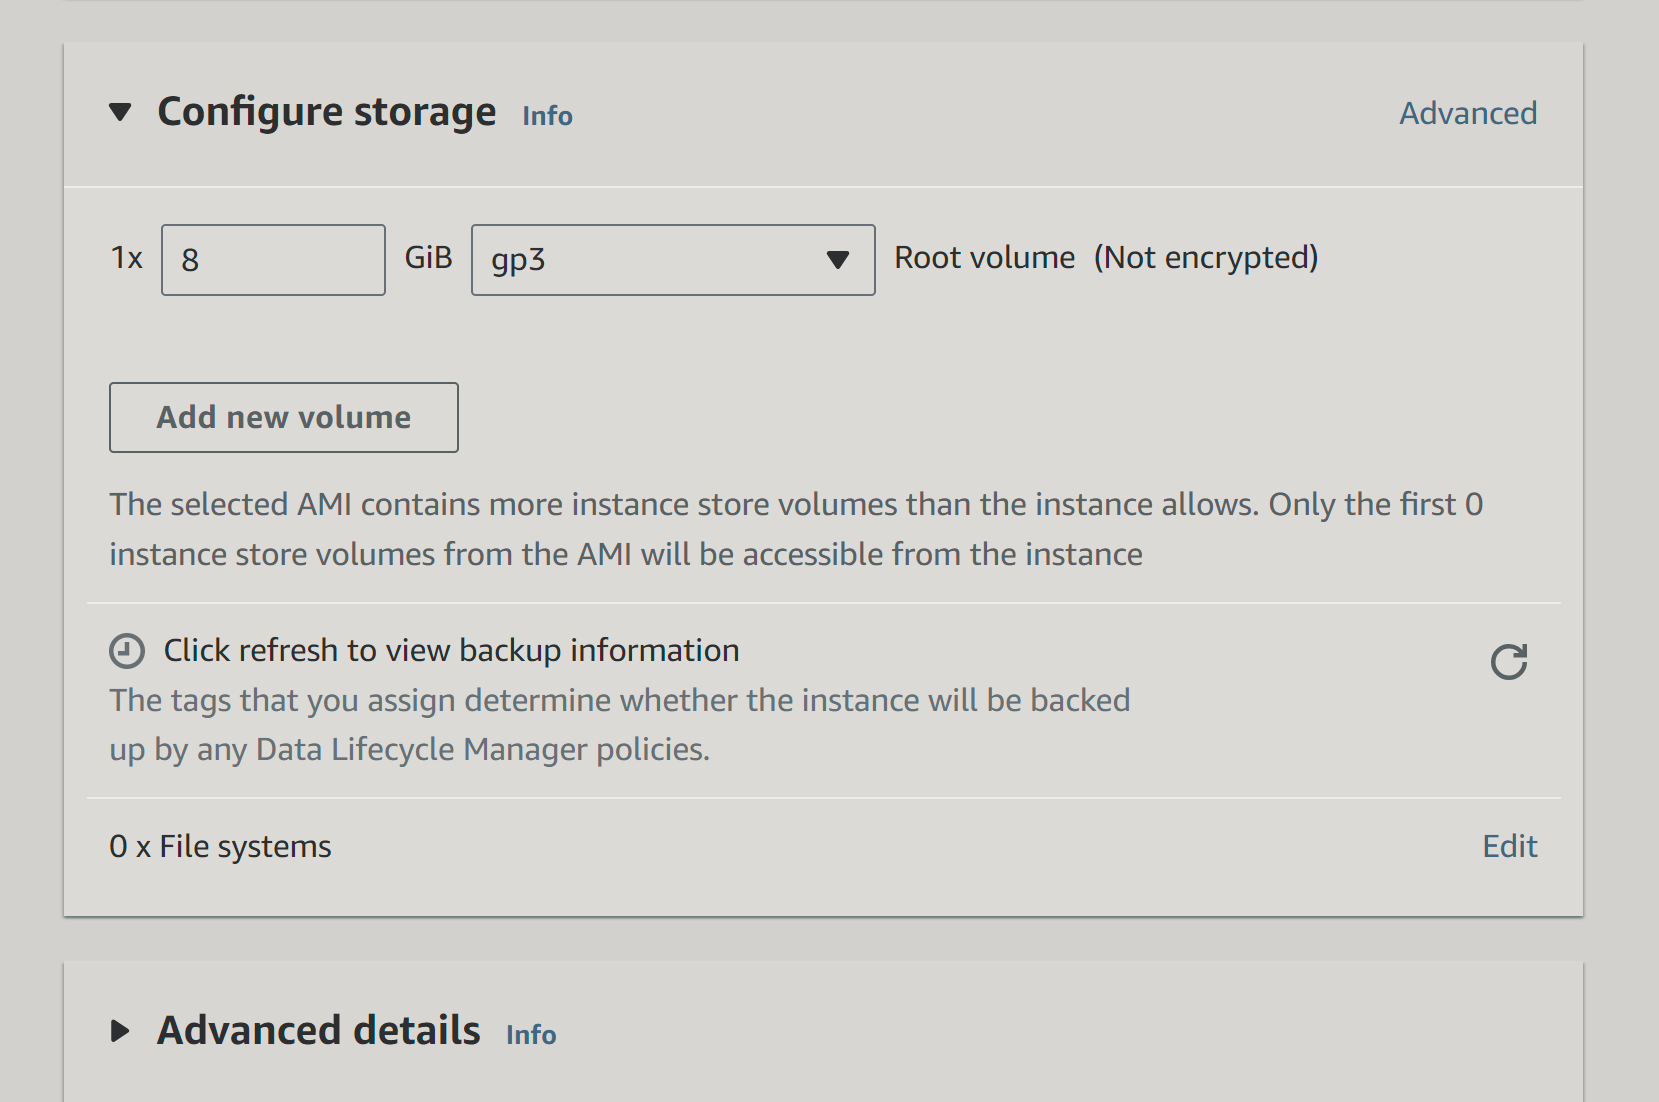 Configure storage Info Advanced
1x 8 GiB gp3 Root volume (Not encrypted)
Add new volume
The selected AMI contains more instance store volumes than the instance allows. Only the first 0
instance store volumes from the AMI will be accessible from the instance
Click refresh to view backup information
The tags that you assign determine whether the instance will be backed
up by any Data Lifecycle Manager policies.
0 x File systems Edit
Advanced details Info